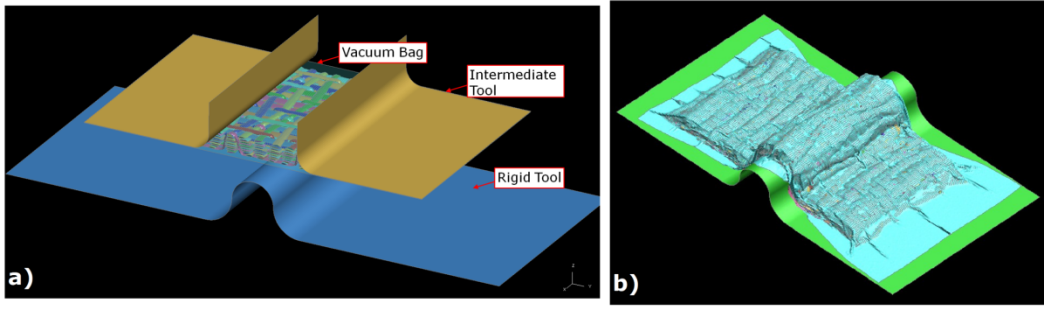 Vacuum Bag
Intermediate
Tool
Rigid Tool
a)
b)